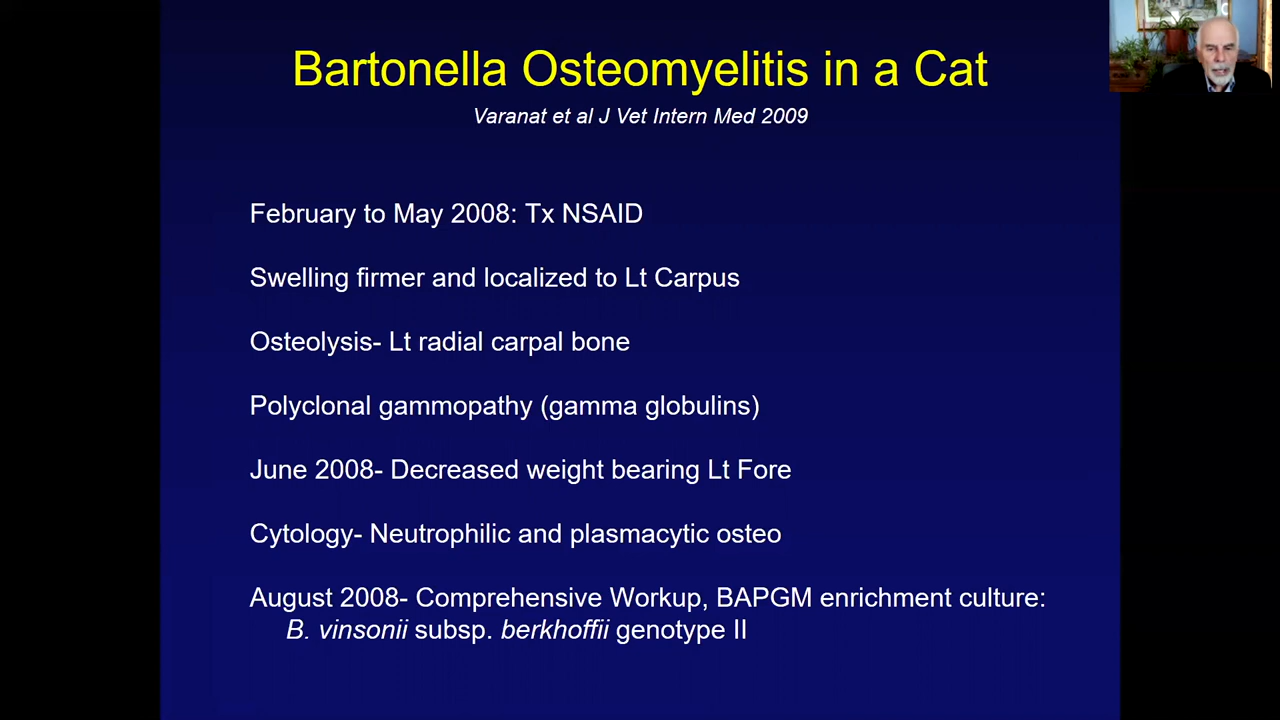 Bartonella Osteomyelitis in a Cat
Varanat et al J Vet Intern Med 2009
February to May 2008: Tx NSAID
Swelling firmer and localized to Lt Carpus
Osteolysis- Lt radial carpal bone
Polyclonal gammopathy (gamma globulins)
June 2008- Decreased weight bearing Lt Fore
Cytology- Neutrophilic and plasmacytic osteo
August 2008- Comprehensive Workup, BAPGM enrichment culture:
B. vinsonii subsp. berkhoffii genotype II